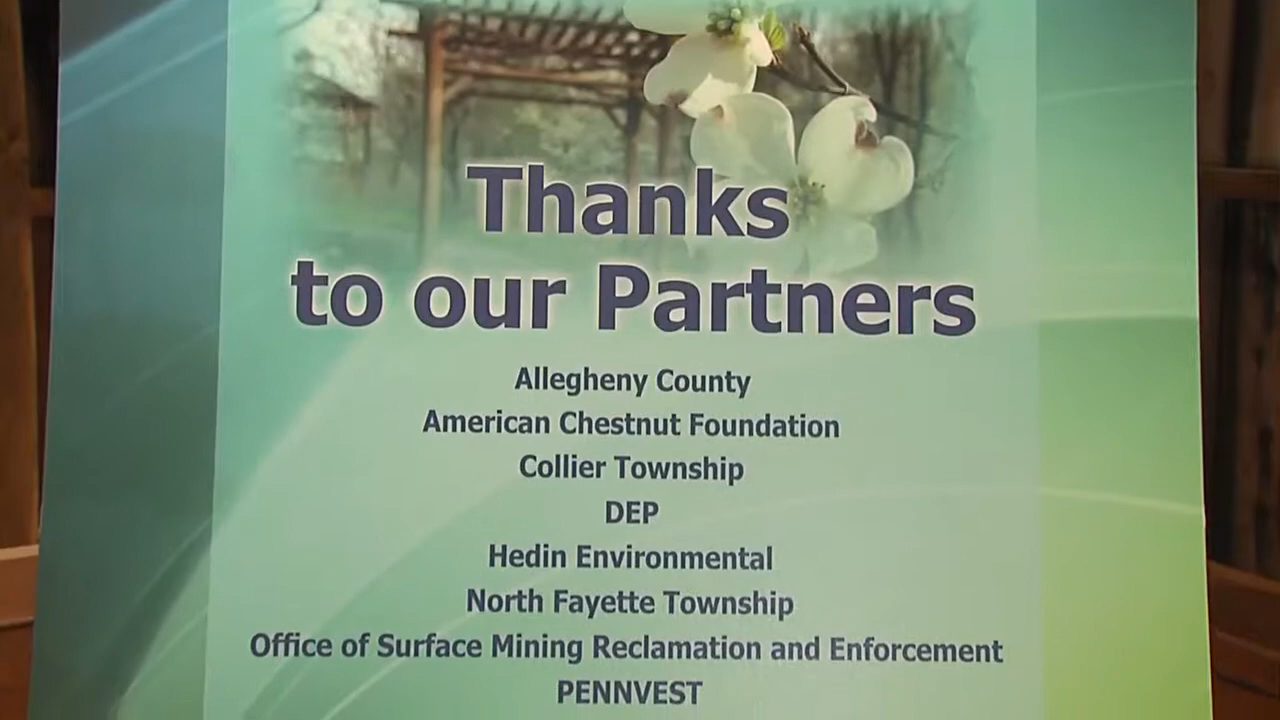 Thanks
to our Partners
Allegheny County
American Chestnut Foundation
Collier Township
DEP
Hedin Environmental
North Fayette Township
Office of Surface Mining Reclamation and Enforcement
PENNVEST